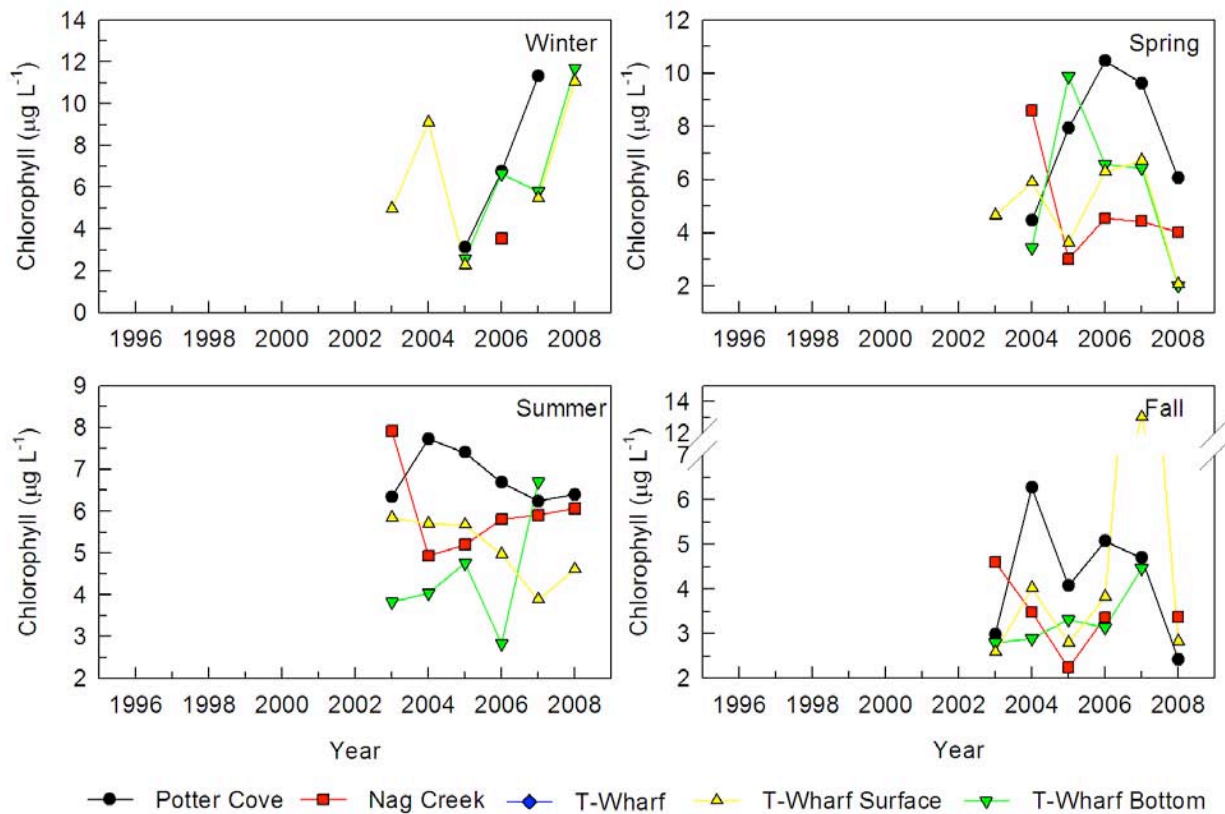 14
12
10
8
6
4
2
0
Chlorophyll (μg L⁻¹)
Winter
1996 1998 2000 2002 2004 2006 2008
12
10
8
6
4
2
Chlorophyll (μg L⁻¹)
Spring
1996 1998 2000 2002 2004 2006 2008
9
8
7
6
5
4
3
2
Chlorophyll (μg L⁻¹)
Summer
1996 1998 2000 2002 2004 2006 2008
Year
14
12
7
6
5
4
3
2
Chlorophyll (μg L⁻¹)
Fall
1996 1998 2000 2002 2004 2006 2008
Year
Potter Cove Nag Creek T-Wharf T-Wharf Surface T-Wharf Bottom